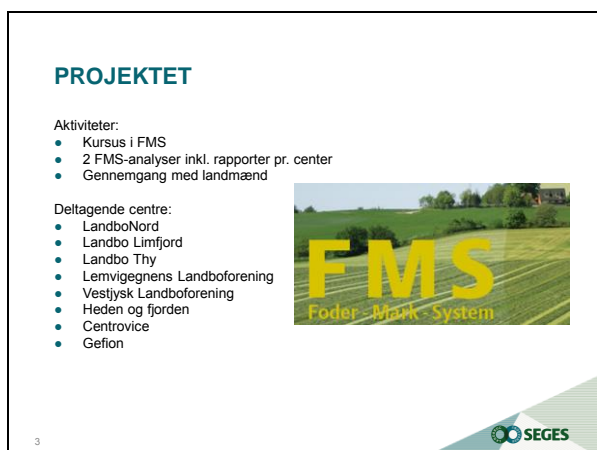 PROJEKTET
Aktiviteter:
● Kursus i FMS
● 2 FMS-analyser inkl. rapporter pr. center
● Gennemgang med landmænd
Deltagende centre:
● LandboNord
● Landbo Limfjord
● Landbo Thy
● Lemvigegnens Landboforening
● Vestjysk Landboforening
● Heden og fjorden
● Centrovice
● Gefion
FMS
Foder - Mark - System
3
SEGES